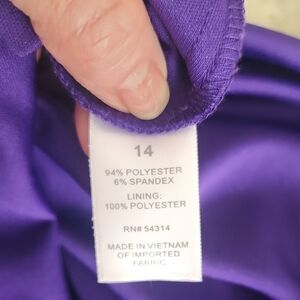 14
94% POLYESTER
6% SPANDEX
LINING:
100% POLYESTER
RN# 54314
MADE IN VIETNAM
OF IMPORTED
FABRIC